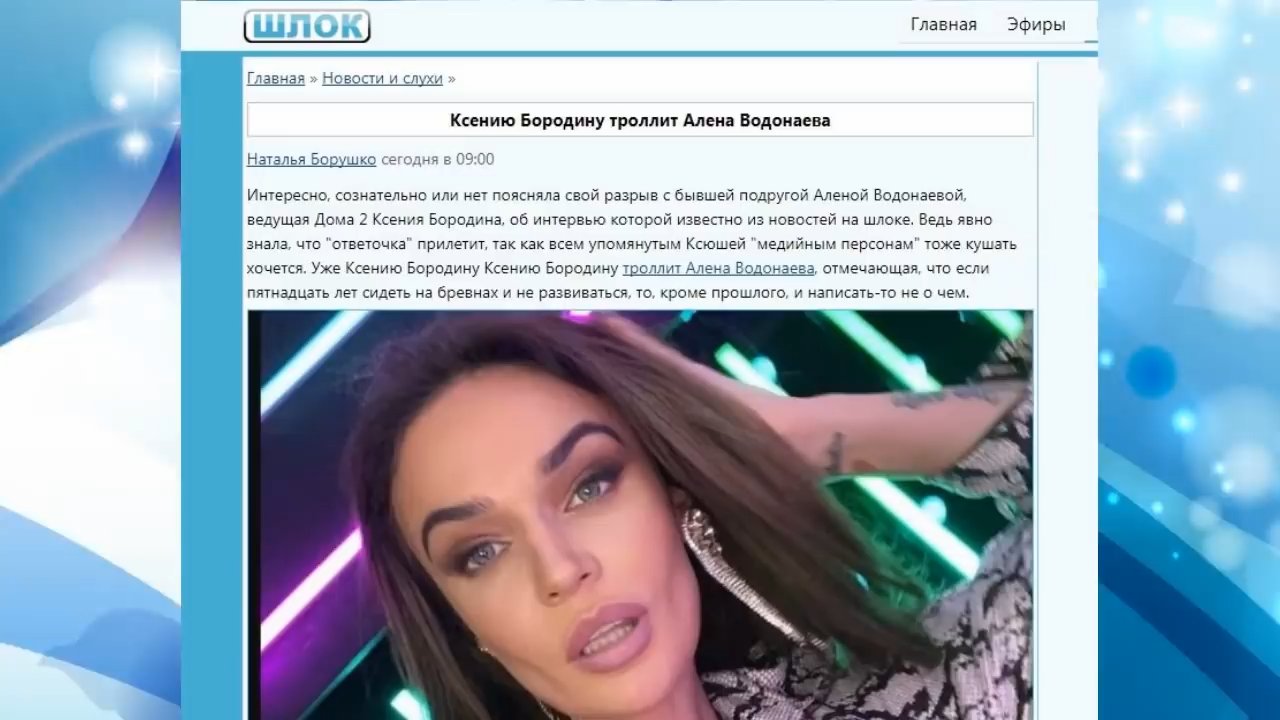 ШЛОК
Главная Эфиры
Главная » Новости и слухи »
Ксению Бородину троллит Алена Водонаева
Наталья Борушко сегодня в 09:00
Интересно, сознательно или нет поясняла свой разрыв с бывшей подругой Аленой Водонаевой,
ведущая Дома 2 Ксения Бородина, об интервью которой известно из новостей на шлоке. Ведь явно
знала, что "ответочка" прилетит, так как всем упомянутым Ксюшей "медийным персонам" тоже кушать
хочется. Уже Ксению Бородину Ксению Бородину троллит Алена Водонаева, отмечающая, что если
пятнадцать лет сидеть на бревнах и не развиваться, то, кроме прошлого, и написать-то не о чем.